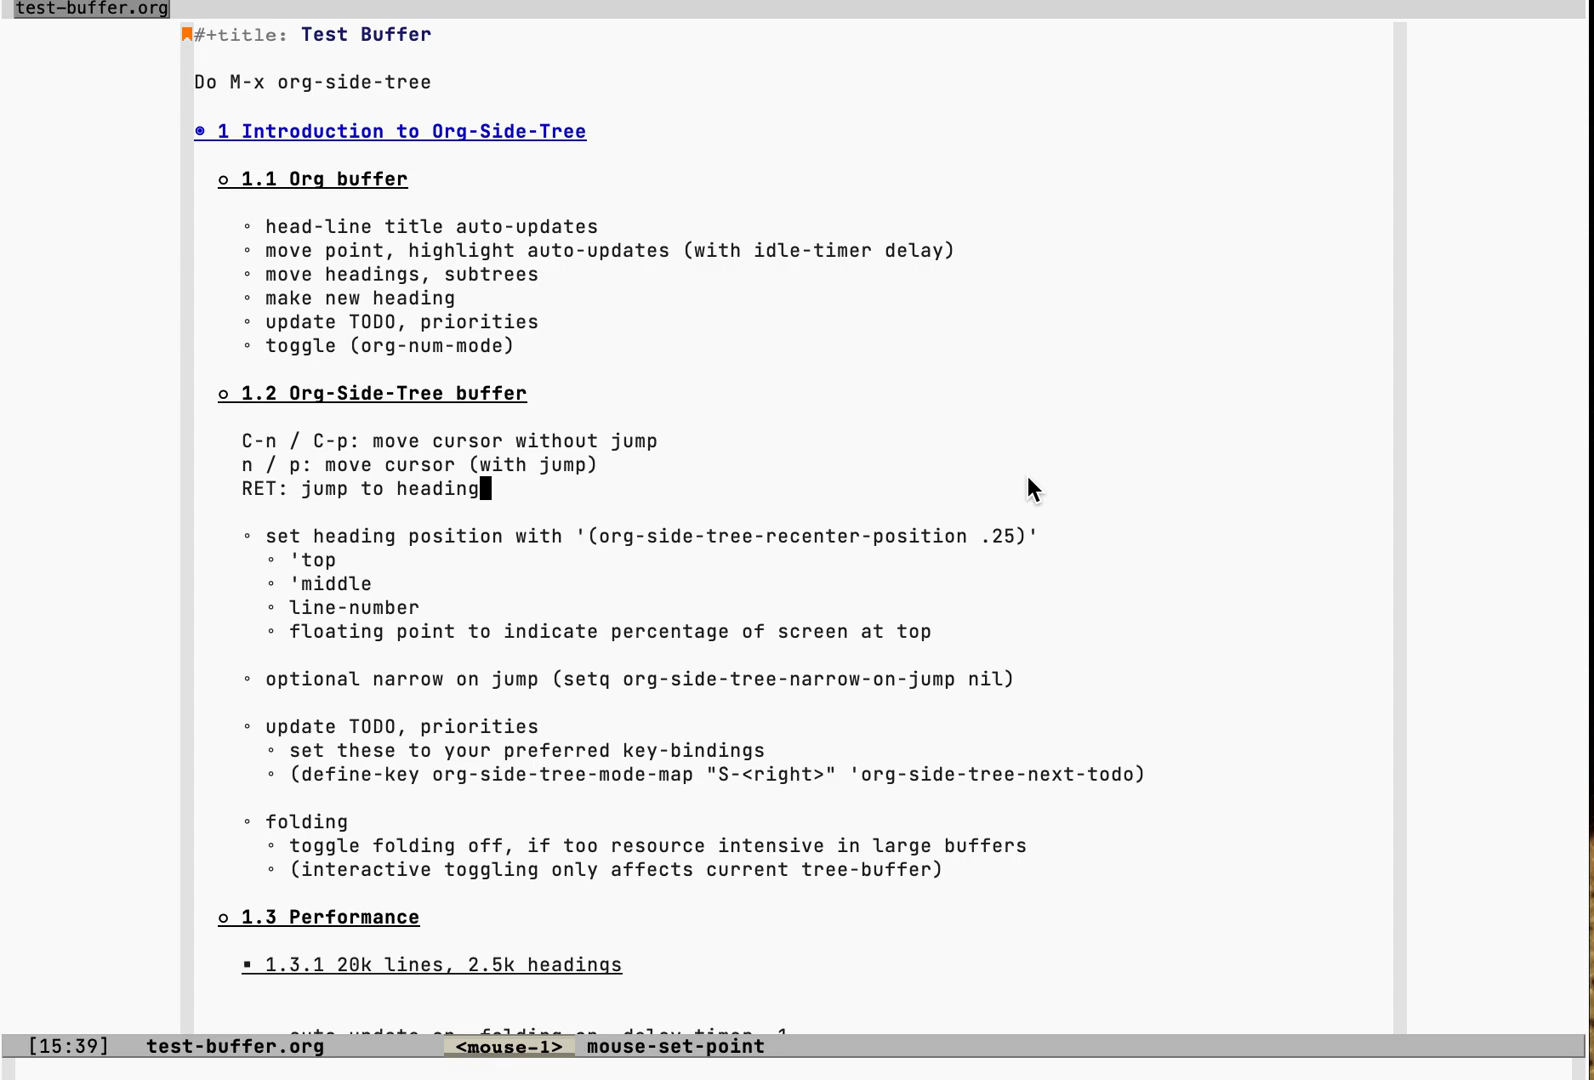 test-buffer.org
#+title: Test Buffer
Do M-x org-side-tree
1 Introduction to Org-Side-Tree
1.1 Org buffer
◦ head-line title auto-updates
◦ move point, highlight auto-updates (with idle-timer delay)
◦ move headings, subtrees
◦ make new heading
◦ update TODO, priorities
◦ toggle (org-num-mode)
1.2 Org-Side-Tree buffer
C-n / C-p: move cursor without jump
n / p: move cursor (with jump)
RET: jump to heading
◦ set heading position with '(org-side-tree-recenter-position .25)'
◦ 'top
◦ 'middle
◦ line-number
◦ floating point to indicate percentage of screen at top
◦ optional narrow on jump (setq org-side-tree-narrow-on-jump nil)
◦ update TODO, priorities
◦ set these to your preferred key-bindings
◦ (define-key org-side-tree-mode-map "S-<right>" 'org-side-tree-next-todo)
◦ folding
◦ toggle folding off, if too resource intensive in large buffers
◦ (interactive toggling only affects current tree-buffer)
1.3 Performance
1.3.1 20k lines, 2.5k headings
[15:39] test-buffer.org <mouse-1> mouse-set-point